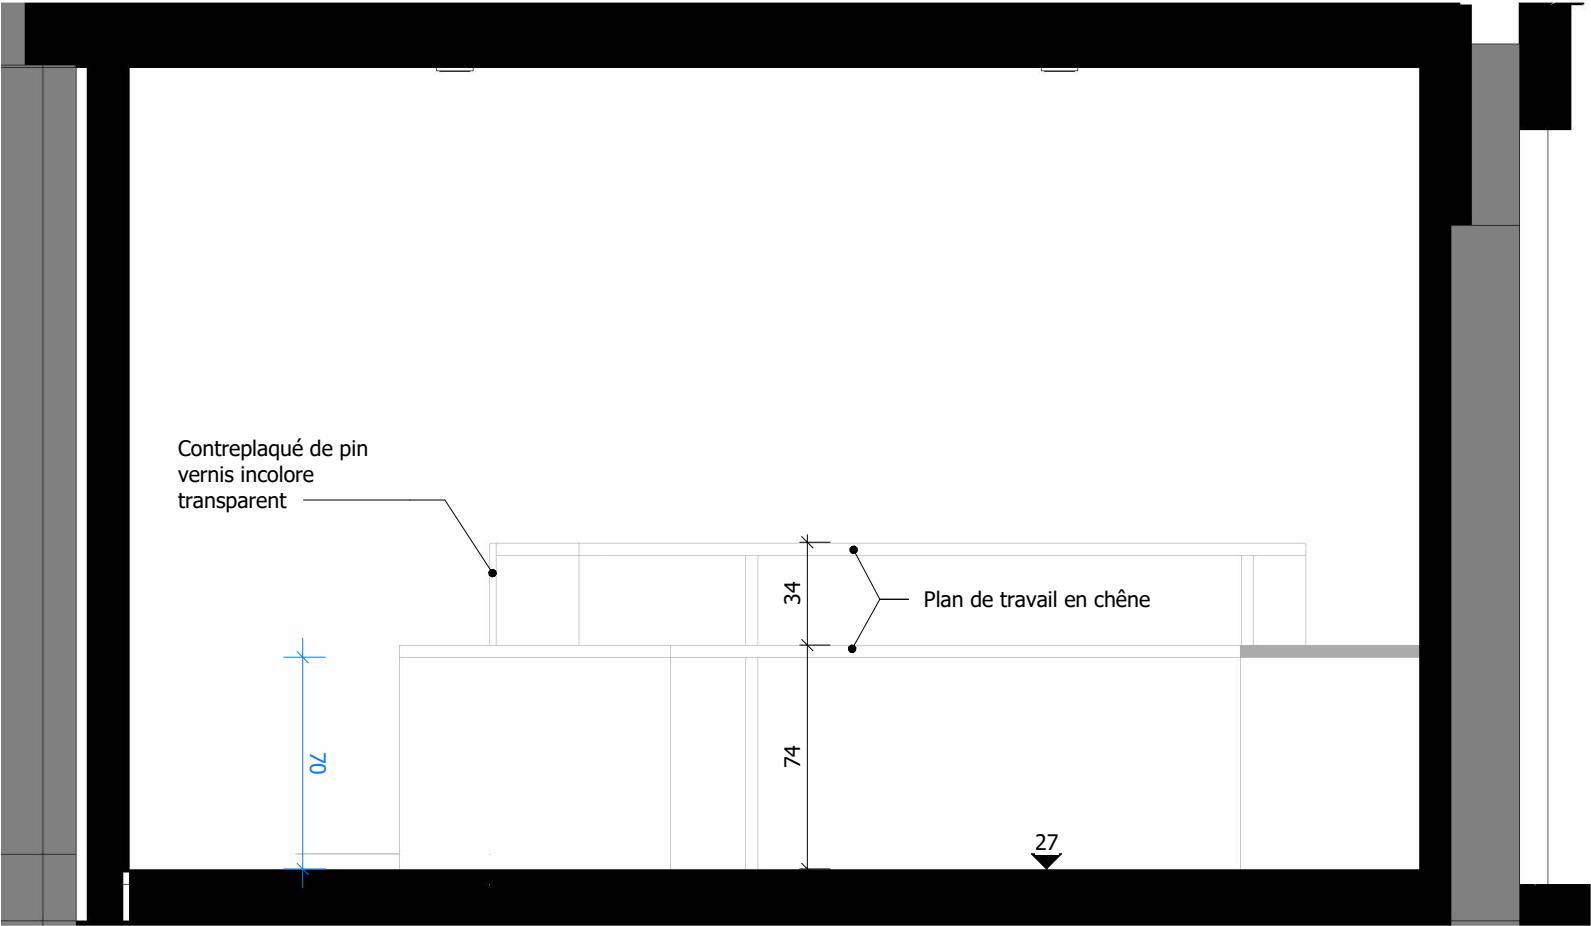 Contreplaqué de pin
vernis incolore
transparent
34
Plan de travail en chêne
70
74
27